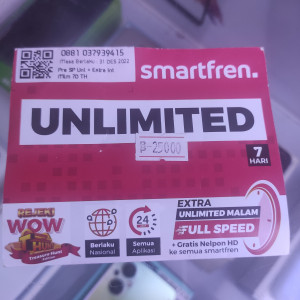 0881 037939415
Masa Berlaku : 31 DES 2022
smartfren.
UNLIMITED
25000
7
HARI
REJEKI
WOW
EXTRA
UNLIMITED MALAM
FULL SPEED
+ Gratis Nelpon HD
ke semua smartfren
Berlaku
Nasional
24
Semua
Aplikasi